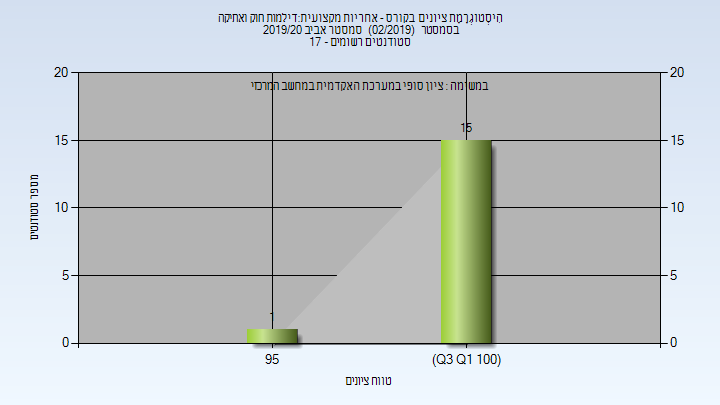 היסטוגרמת ציונים בקורס - אחריות מקצועית:דילמות חוק ואתיקה
בסמסטר (02/2019) סמסטר אביב 2019/20
סטודנטים רשומים - 17
במשימה : ציון סופי במערכת האקדמית במחשב המרכזי
מספר סטודנטים
20
15
10
5
0
20
15
10
5
0
1
15
95
(Q3 Q1 100)
טווח ציונים